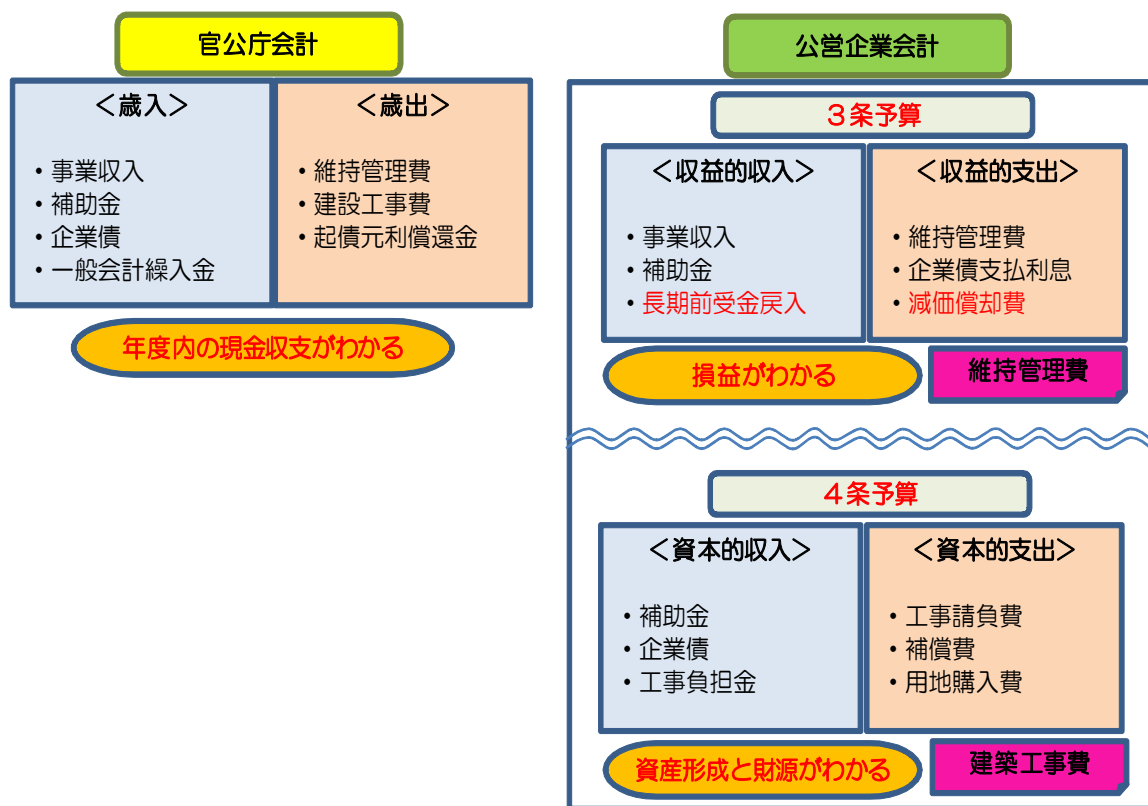 官公庁会計
＜歳入＞
・事業収入
・補助金
・企業債
・一般会計繰入金
＜歳出＞
・維持管理費
・建設工事費
・起債元利償還金
年度内の現金収支がわかる
公営企業会計
３条予算
＜収益的収入＞
・事業収入
・補助金
・長期前受金戻入
＜収益的支出＞
・維持管理費
・企業債支払利息
・減価償却費
損益がわかる
維持管理費
４条予算
＜資本的収入＞
・補助金
・企業債
・工事負担金
＜資本的支出＞
・工事請負費
・補償費
・用地購入費
資産形成と財源がわかる
建築工事費